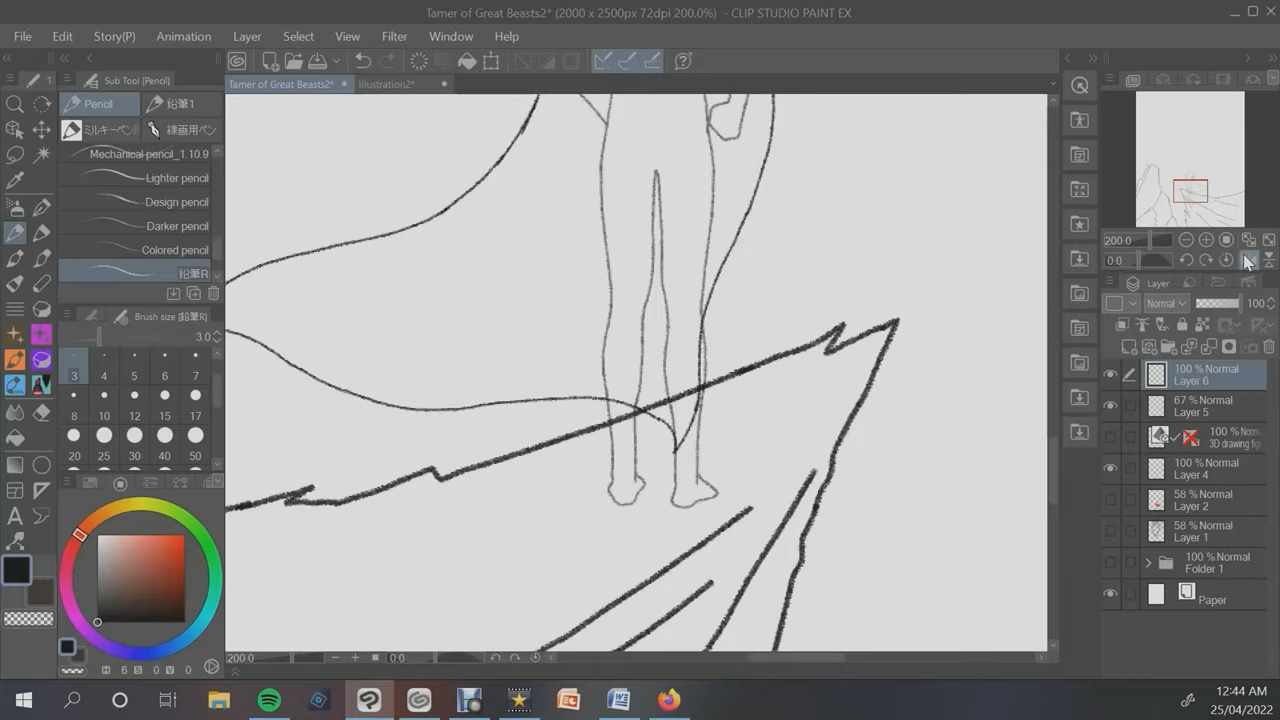 Tamer of Great Beasts2* (2000 x 2500px 72dpi 200.0%) - CLIP STUDIO PAINT EX
File Edit Story(P) Animation Layer Select View Filter Window Help
Sub Tool [Pencil]
Tamer of Great Beasts2*
Illustration2*
Pencil
鉛筆1
ミルキーペン
線画用ペン
Mechanical pencil_1.10.9
Lighter pencil
Design pencil
Darker pencil
Colored pencil
鉛筆R
Brush size [鉛筆R]
3.0
3 4 5 6 7
8 10 12 15 17
20 25 30 40 50
H 6 S 0 V 0
200.0
0.0
200.0
0.0
Layer
Normal 100
100 % Normal
Layer 6
67 % Normal
Layer 5
100 % Norm
3D drawing fig
100 % Normal
Layer 4
58 % Normal
Layer 2
58 % Normal
Layer 1
100 % Normal
Folder 1
Paper
12:44 AM
25/04/2022